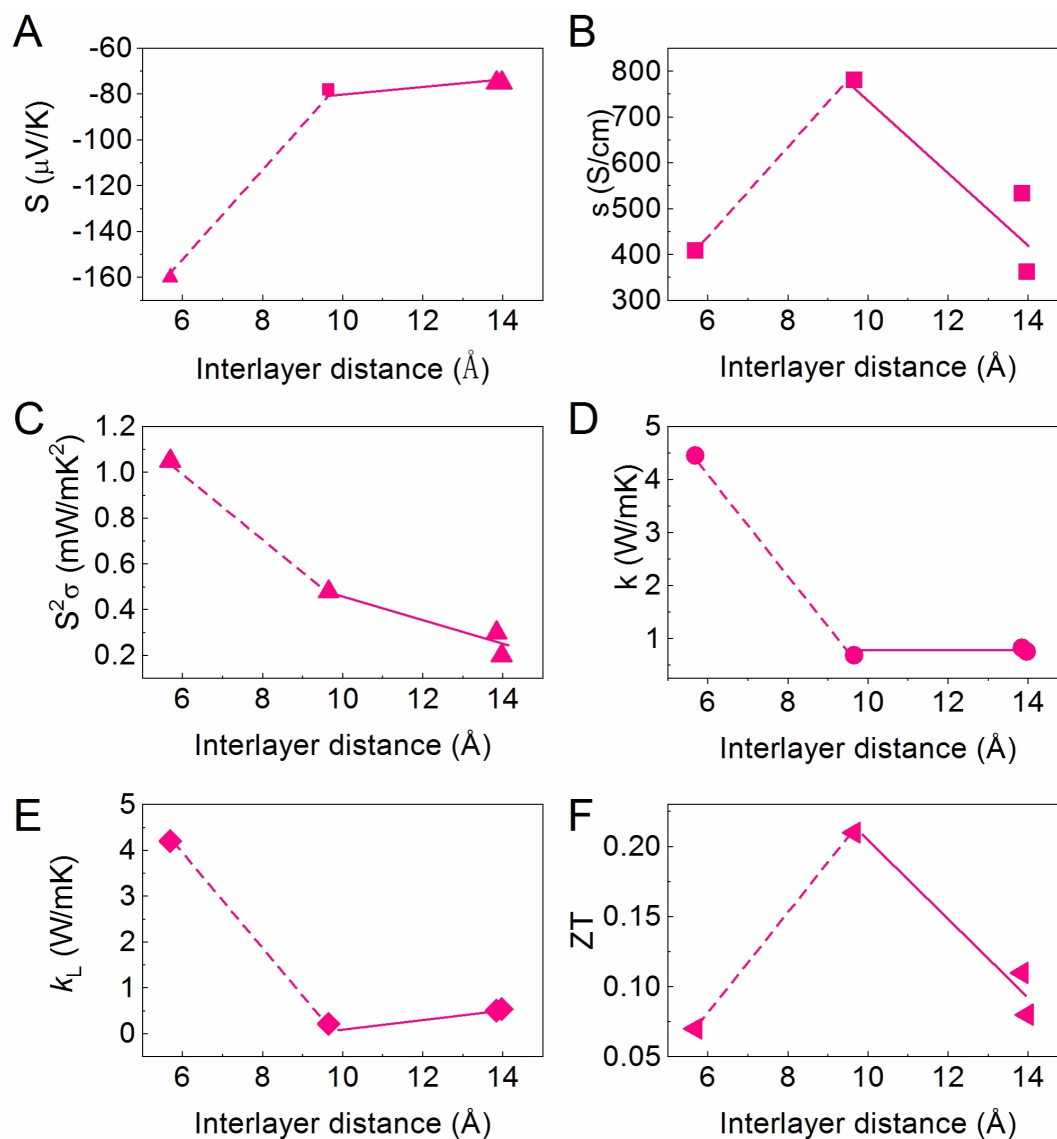 A
S (μV/K)
-60
-80
-100
-120
-140
-160
6 8 10 12 14
Interlayer distance (Å)
B
s (S/cm)
800
700
600
500
400
300
6 8 10 12 14
Interlayer distance (Å)
C
S²σ (mW/mK²)
1.2
1.0
0.8
0.6
0.4
0.2
6 8 10 12 14
Interlayer distance (Å)
D
k (W/mK)
5
4
3
2
1
6 8 10 12 14
Interlayer distance (Å)
E
k_L (W/mK)
5
4
3
2
1
0
6 8 10 12 14
Interlayer distance (Å)
F
ZT
0.20
0.15
0.10
0.05
6 8 10 12 14
Interlayer distance (Å)